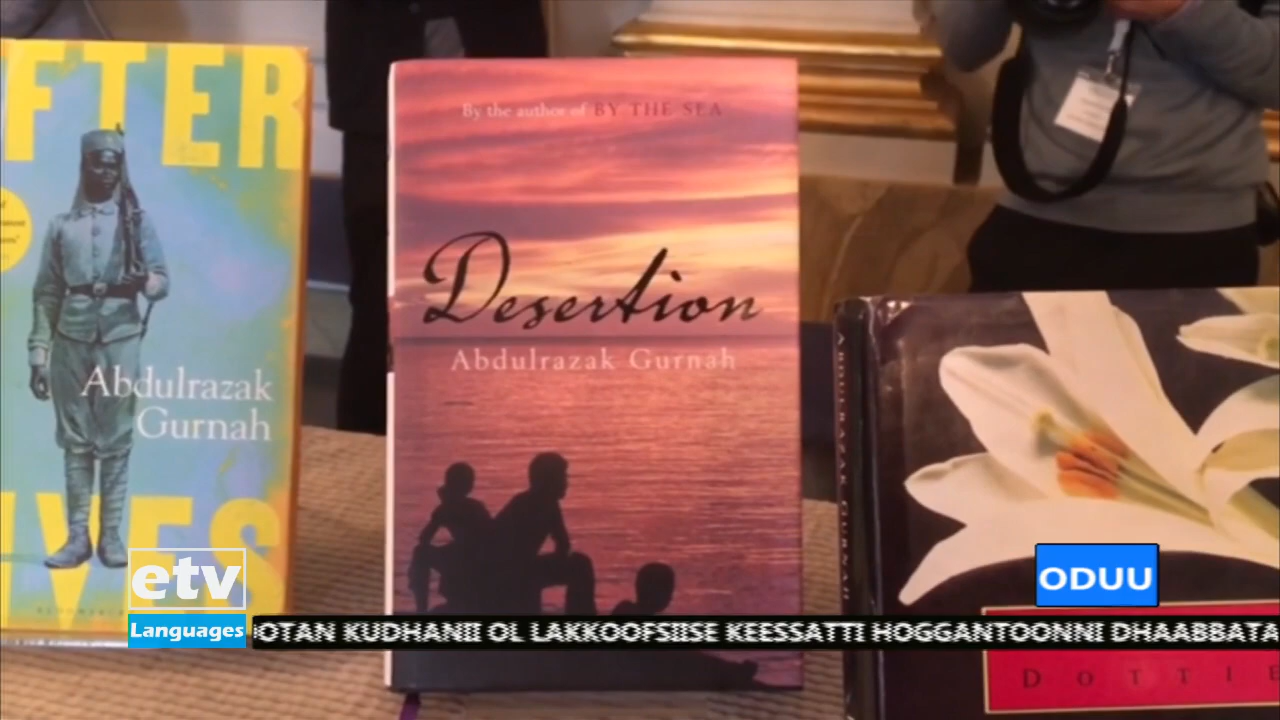 FTER
Abdulrazak
Gurnah
IVES
By the author of BY THE SEA
Desertion
Abdulrazak Gurnah
ABDULRAZAK GURNAH
DOTTIE
etv
Languages
ODUU
OTAN KUDHANII OL LAKKOOFSIISE KEESSATTI HOGGANTOONNI DHAABBATA